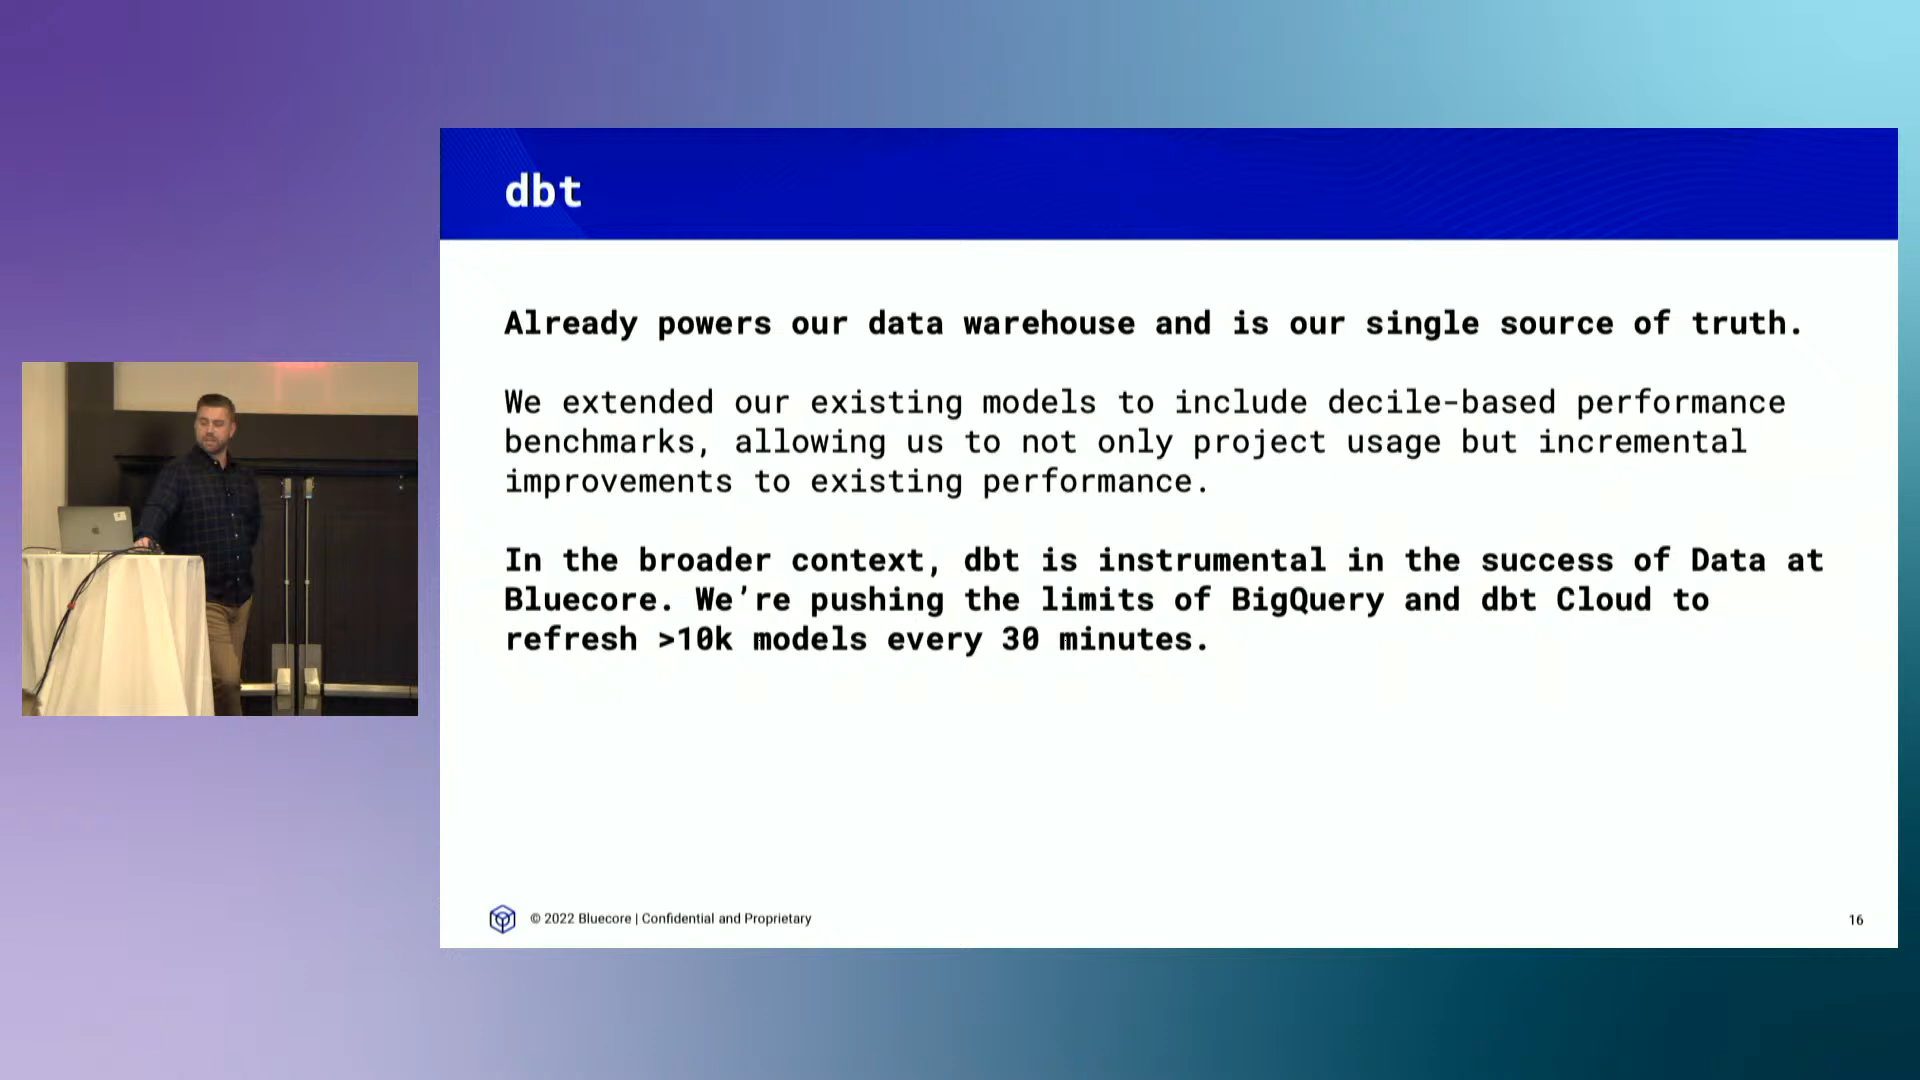 dbt
Already powers our data warehouse and is our single source of truth.
We extended our existing models to include decile-based performance
benchmarks, allowing us to not only project usage but incremental
improvements to existing performance.
In the broader context, dbt is instrumental in the success of Data at
Bluecore. We’re pushing the limits of BigQuery and dbt Cloud to
refresh >10k models every 30 minutes.
© 2022 Bluecore | Confidential and Proprietary
16